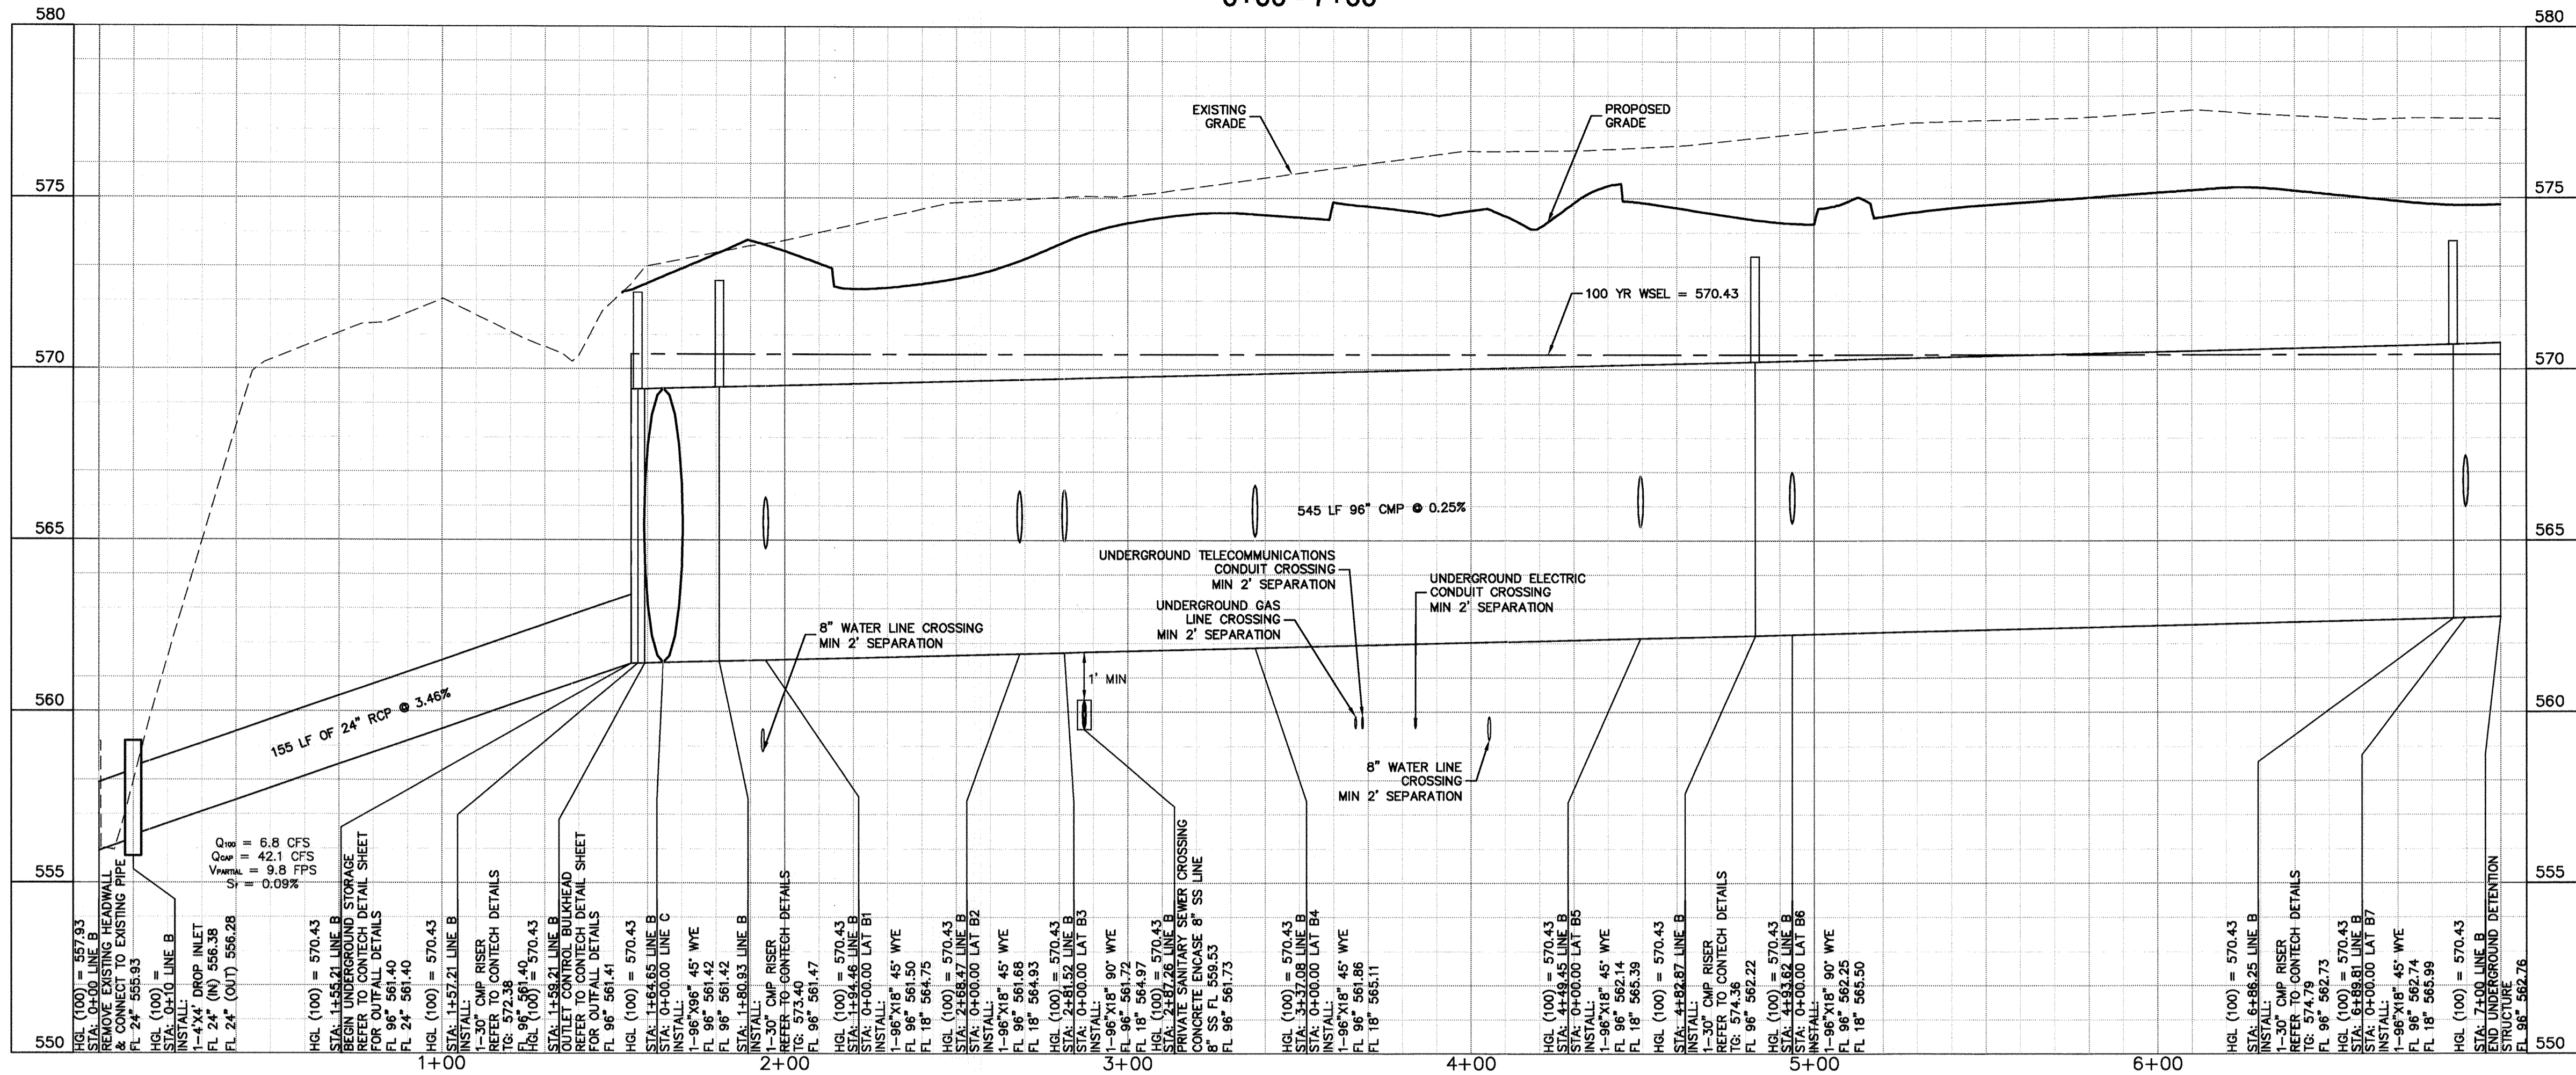 580
580
575
575
570
570
565
565
560
560
555
555
550
550
EXISTING
GRADE
PROPOSED
GRADE
100 YR WSEL = 570.43
545 LF 96" CMP @ 0.25%
UNDERGROUND TELECOMMUNICATIONS
CONDUIT CROSSING
MIN 2' SEPARATION
UNDERGROUND GAS
LINE CROSSING
MIN 2' SEPARATION
UNDERGROUND ELECTRIC
CONDUIT CROSSING
MIN 2' SEPARATION
8" WATER LINE CROSSING
MIN 2' SEPARATION
1' MIN
8" WATER LINE
CROSSING
MIN 2' SEPARATION
155 LF OF 24" RCP @ 3.46%
Q100 = 6.8 CFS
QCAP = 42.1 CFS
VPARTIAL = 9.8 FPS
Sf = 0.09%
HGL (100) = 557.93
STA: 0+00 LINE B
REMOVE EXISTING HEADWALL
& CONNECT TO EXISTING PIPE
FL 24" 555.93
HGL (100) =
STA: 0+10 LINE B
INSTALL:
1-4'X4' DROP INLET
FL 24" (IN) 556.38
FL 24" (OUT) 556.28
HGL (100) = 570.43
STA: 1+55.21 LINE B
BEGIN UNDERGROUND STORAGE
REFER TO CONTECH DETAIL SHEET
FOR OUTFALL DETAILS
FL 96" 561.40
FL 24" 561.40
HGL (100) = 570.43
STA: 1+57.21 LINE B
INSTALL:
1-30" CMP RISER
REFER TO CONTECH DETAILS
TG: 572.38
FL 96" 561.40
HGL (100) = 570.43
STA: 1+59.21 LINE B
OUTLET CONTROL BULKHEAD
REFER TO CONTECH DETAIL SHEET
FOR OUTFALL DETAILS
FL 96" 561.41
HGL (100) = 570.43
STA: 1+64.65 LINE B
STA: 0+00.00 LINE C
INSTALL:
1-96"X96" 45° WYE
FL 96" 561.42
FL 96" 561.42
STA: 1+80.93 LINE B
INSTALL:
1-30" CMP RISER
REFER TO CONTECH DETAILS
TG: 573.40
FL 96" 561.47
HGL (100) = 570.43
STA: 1+94.46 LINE B
STA: 0+00.00 LAT B1
INSTALL:
1-96"X18" 45° WYE
FL 96" 561.50
FL 18" 564.75
HGL (100) = 570.43
STA: 2+68.47 LINE B
STA: 0+00.00 LAT B2
INSTALL:
1-96"X18" 45° WYE
FL 96" 561.68
FL 18" 564.93
HGL (100) = 570.43
STA: 2+81.52 LINE B
STA: 0+00.00 LAT B3
INSTALL:
1-96"X18" 90° WYE
FL 96" 561.72
FL 18" 564.97
HGL (100) = 570.43
STA: 2+87.26 LINE B
PRIVATE SANITARY SEWER CROSSING
CONCRETE ENCASE 8" SS LINE
8" SS FL 559.53
FL 96" 561.73
HGL (100) = 570.43
STA: 3+37.08 LINE B
STA: 0+00.00 LAT B4
INSTALL:
1-96"X18" 45° WYE
FL 96" 561.86
FL 18" 565.11
HGL (100) = 570.43
STA: 4+49.45 LINE B
STA: 0+00.00 LAT B5
INSTALL:
1-96"X18" 45° WYE
FL 96" 562.14
FL 18" 565.39
HGL (100) = 570.43
STA: 4+82.87 LINE B
INSTALL:
1-30" CMP RISER
REFER TO CONTECH DETAILS
TG: 574.36
FL 96" 562.22
HGL (100) = 570.43
STA: 4+93.62 LINE B
STA: 0+00.00 LAT B6
INSTALL:
1-96"X18" 90° WYE
FL 96" 562.25
FL 18" 565.50
HGL (100) = 570.43
STA: 6+86.25 LINE B
INSTALL:
1-30" CMP RISER
REFER TO CONTECH DETAILS
TG: 574.79
FL 96" 562.73
HGL (100) = 570.43
STA: 6+89.81 LINE B
STA: 0+00.00 LAT B7
INSTALL:
1-96"X18" 45° WYE
FL 96" 562.74
FL 18" 565.99
HGL (100) = 570.43
STA: 7+00 LINE B
END UNDERGROUND DETENTION
STRUCTURE
FL 96" 562.76
1+00
2+00
3+00
4+00
5+00
6+00